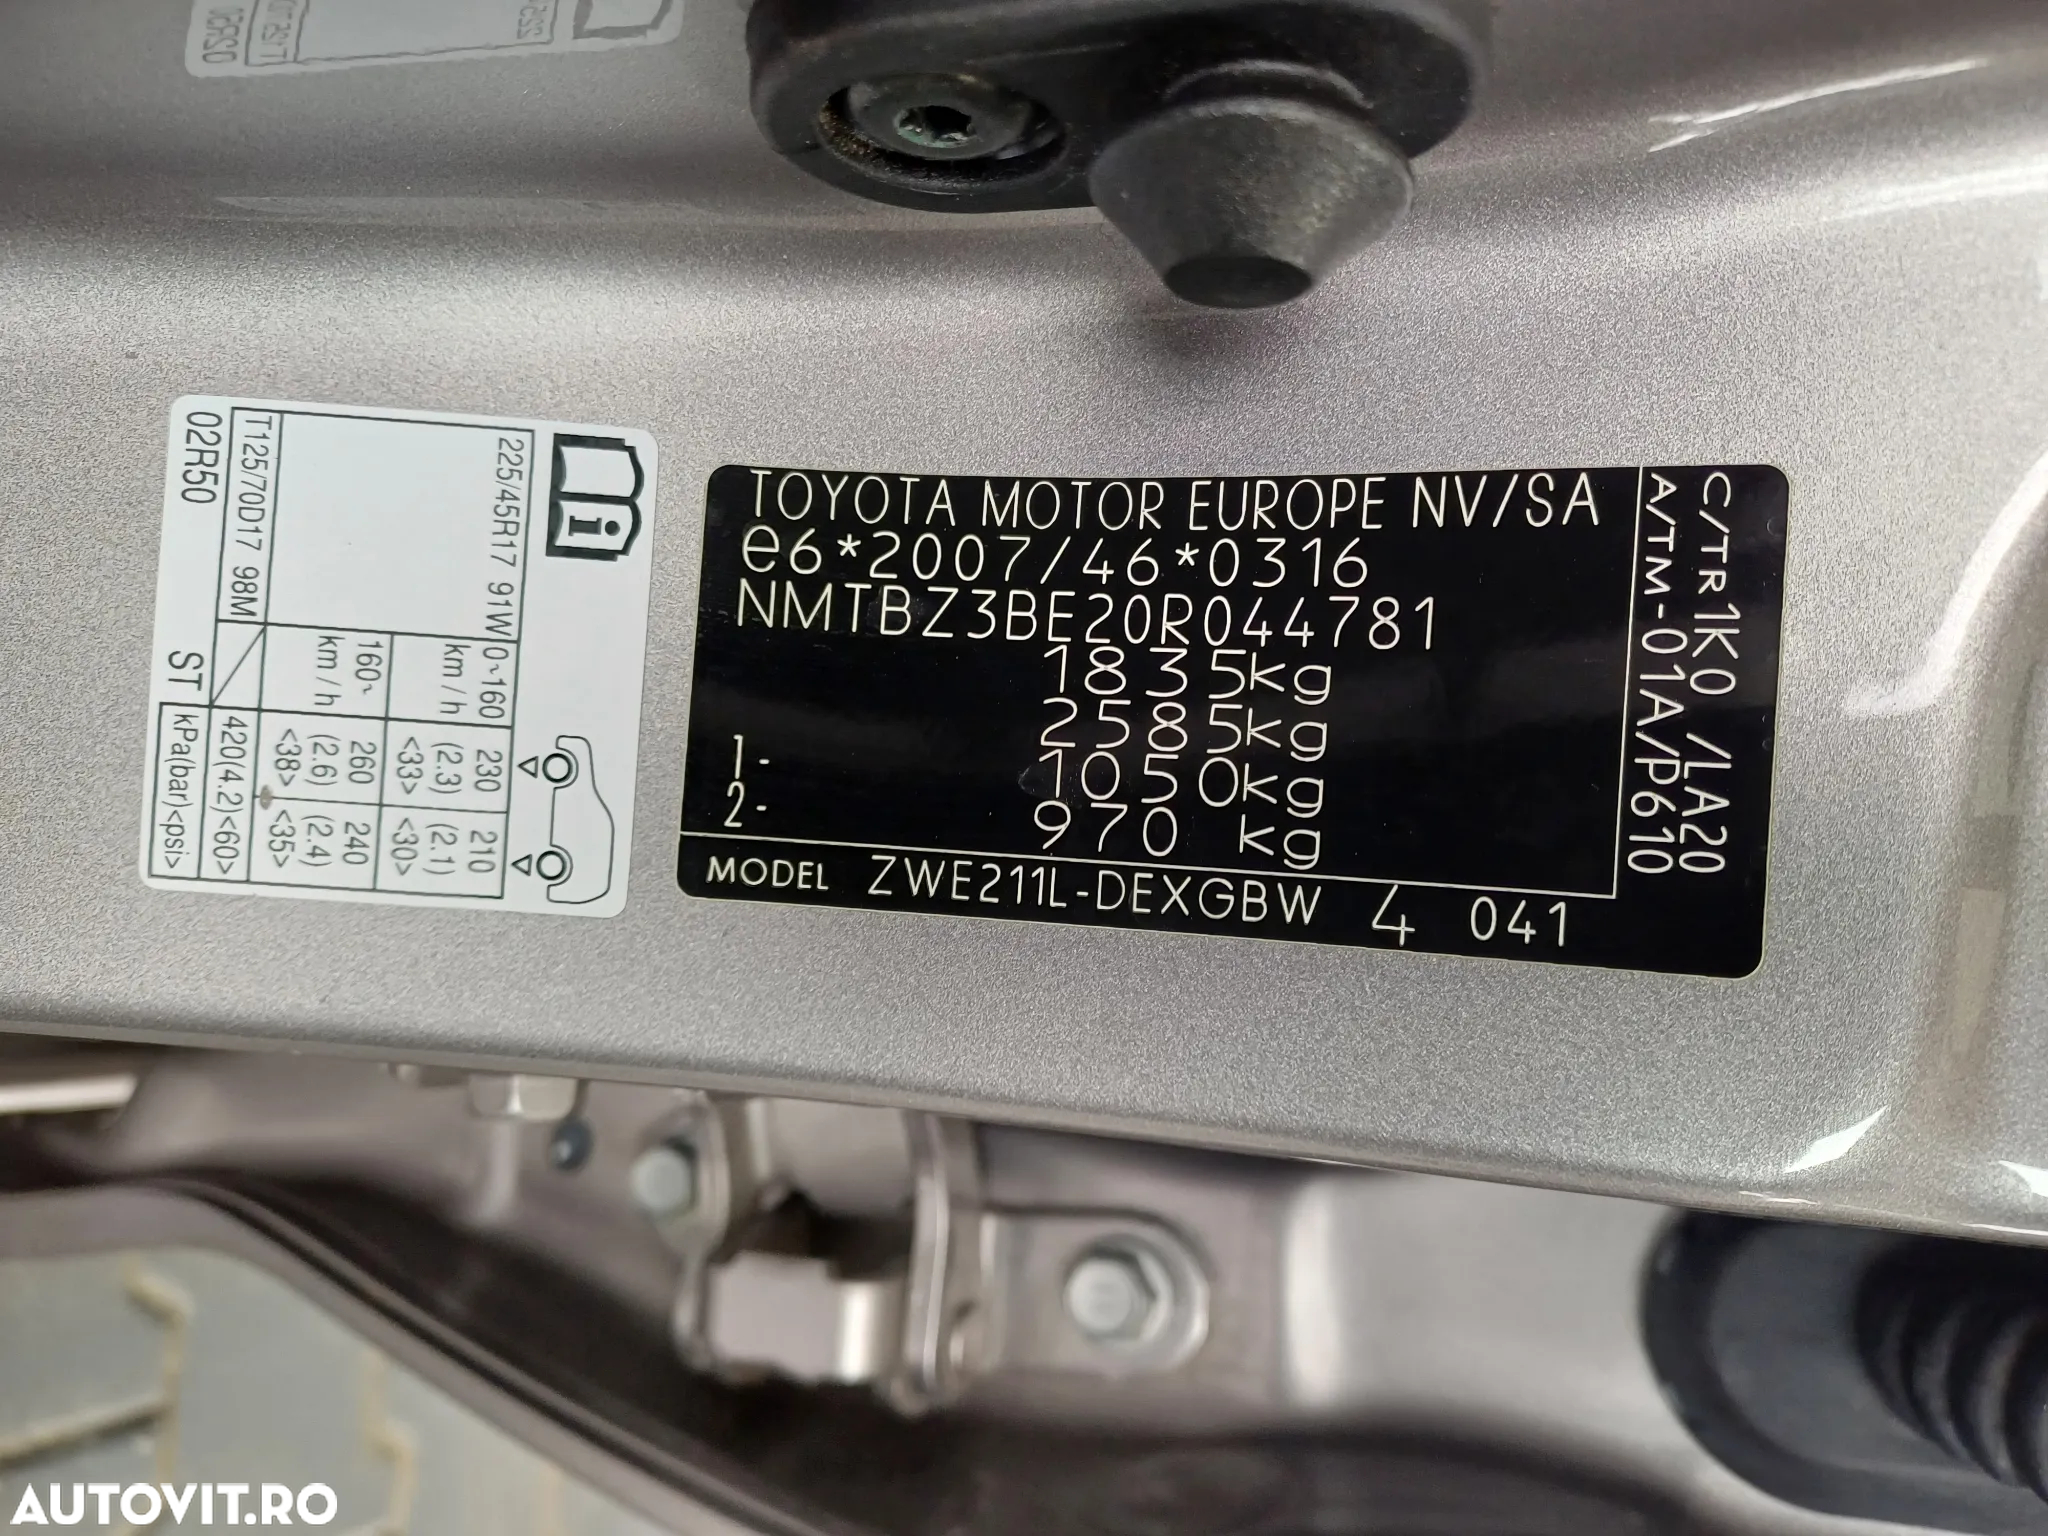 TOYOTA MOTOR EUROPE NV/SA
e6*2007/46*0316
NMTBZ3BE20R044781
1835kg
2585kg
1- 1050kg
2- 970 kg
MODEL ZWE211L-DEXGBW 4 041
C/TR1K0 /LA20
A/TM-01A/P610
225/45R17 91W 0~160 km/h 230 (2.3) <33> 210 (2.1) <30>
160~ km/h 260 (2.6) <38> 240 (2.4) <35>
T125/70D17 98M 420(4.2)<60>
02R50 ST kPa(bar)<psi>
02R50
AUTOVIT.RO